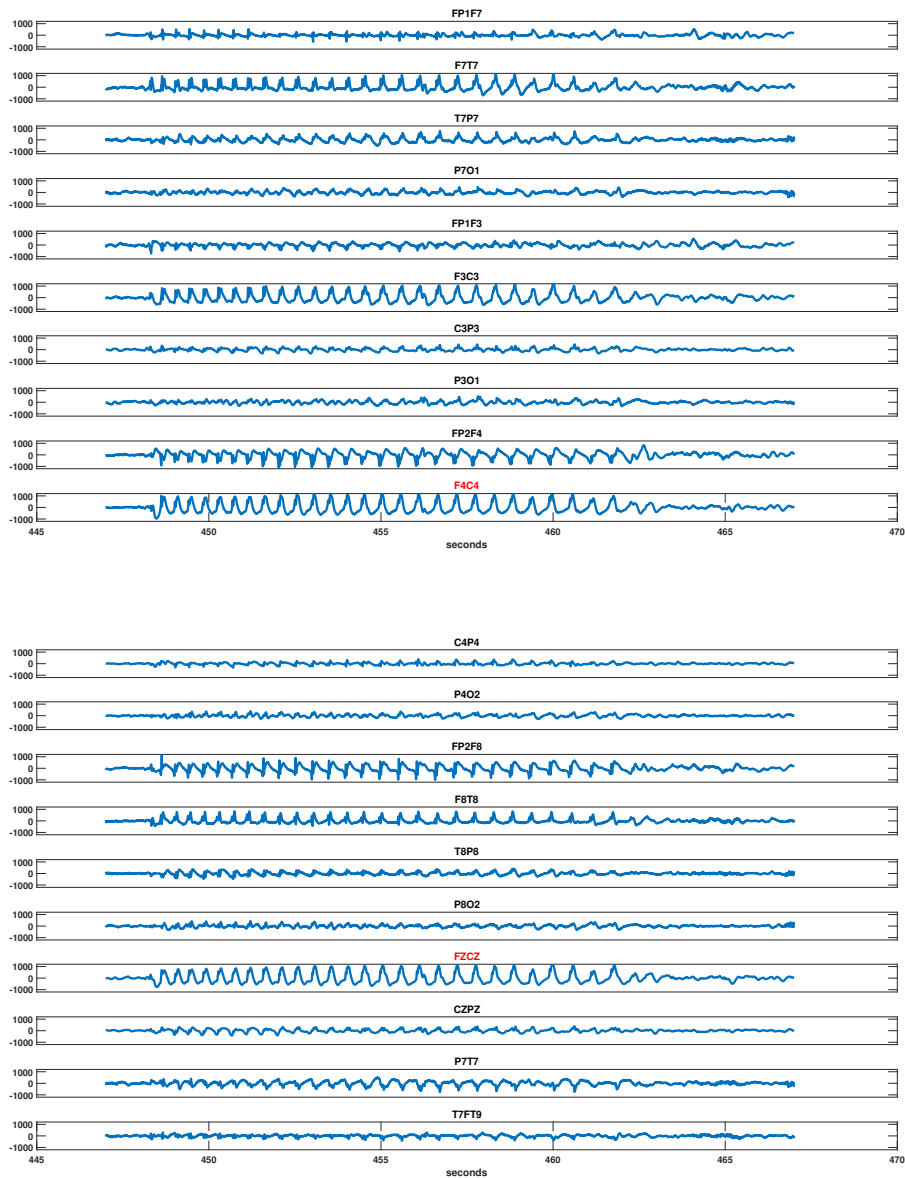 FP1F7
1000
0
-1000
F7T7
1000
0
-1000
T7P7
1000
0
-1000
P7O1
1000
0
-1000
FP1F3
1000
0
-1000
F3C3
1000
0
-1000
C3P3
1000
0
-1000
P3O1
1000
0
-1000
FP2F4
1000
0
-1000
F4C4
1000
0
-1000
445 450 455 460 465 470
seconds
C4P4
1000
0
-1000
P4O2
1000
0
-1000
FP2F8
1000
0
-1000
F8T8
1000
0
-1000
T8P8
1000
0
-1000
P8O2
1000
0
-1000
FZCZ
1000
0
-1000
CZPZ
1000
0
-1000
P7T7
1000
0
-1000
T7FT9
1000
0
-1000
445 450 455 460 465 470
seconds